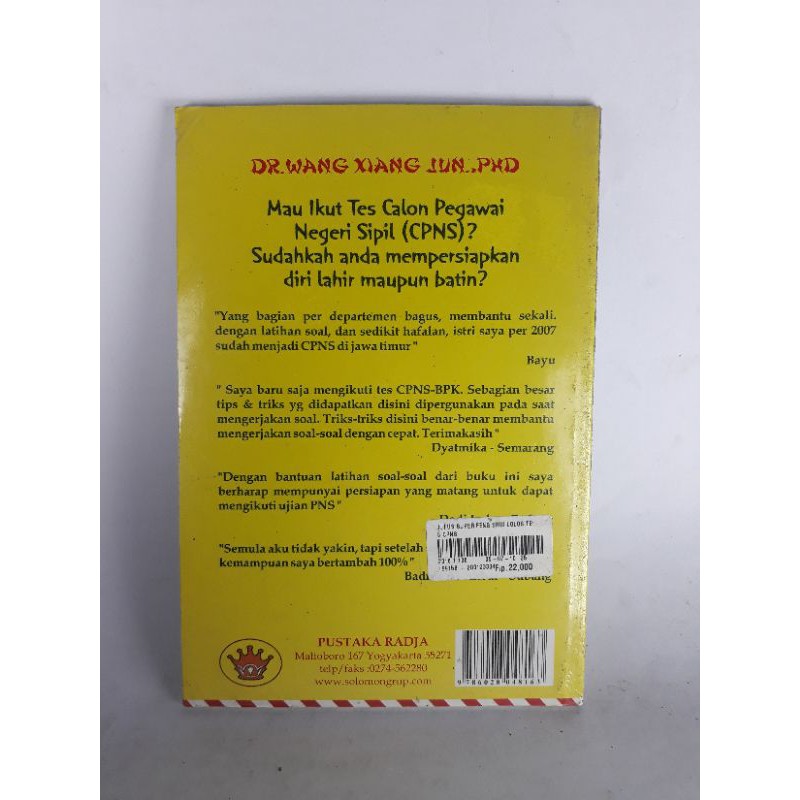 DR.WANG XIANG JUN.,PHD
Mau Ikut Tes Calon Pegawai
Negeri Sipil (CPNS)?
Sudahkah anda mempersiapkan
diri lahir maupun batin?
"Yang bagian per departemen bagus, membantu sekali.
dengan latihan soal, dan sedikit hafalan, istri saya per 2007
sudah menjadi CPNS di jawa timur"
Bayu
" Saya baru saja mengikuti tes CPNS-BPK. Sebagian besar
tips & triks yg didapatkan disini dipergunakan pada saat
mengerjakan soal. Triks-triks disini benar-benar membantu
mengerjakan soal-soal dengan cepat. Terimakasih"
Dyatmika - Semarang
"Dengan bantuan latihan soal-soal dari buku ini saya
berharap mempunyai persiapan yang matang untuk dapat
mengikuti ujian PNS"
"Semula aku tidak yakin, tapi setelah
kemampuan saya bertambah 100%"
S CPNS
Rp. 22,000
PUSTAKA RADJA
Malioboro 167 Yogyakarta 55271
telp/faks :0274-562280
www.solomongrup.com